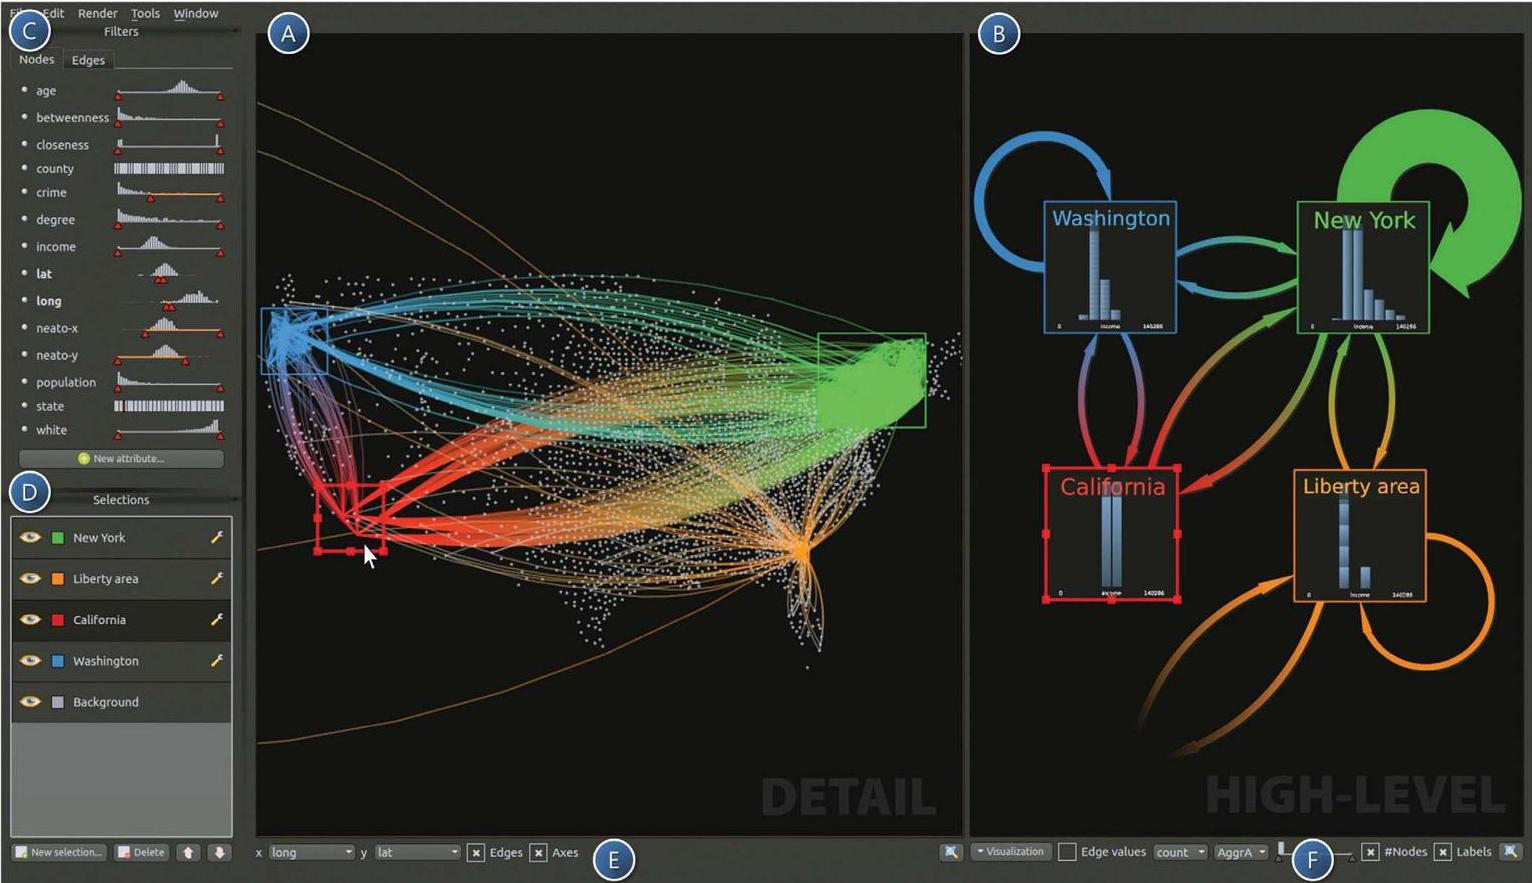 File Edit Render Tools Window
C
Filters
Nodes Edges
age
betweenness
closeness
county
crime
degree
income
lat
long
neato-x
neato-y
population
state
white
New attribute...
D
Selections
New York
Liberty area
California
Washington
Background
New selection... Delete
A
DETAIL
x long y lat Edges Axes
E
B
Washington
0 income 140286
New York
0 income 140286
California
0 income 140286
Liberty area
0 income 140286
HIGH-LEVEL
Visualization Edge values count AggrA #Nodes Labels
F